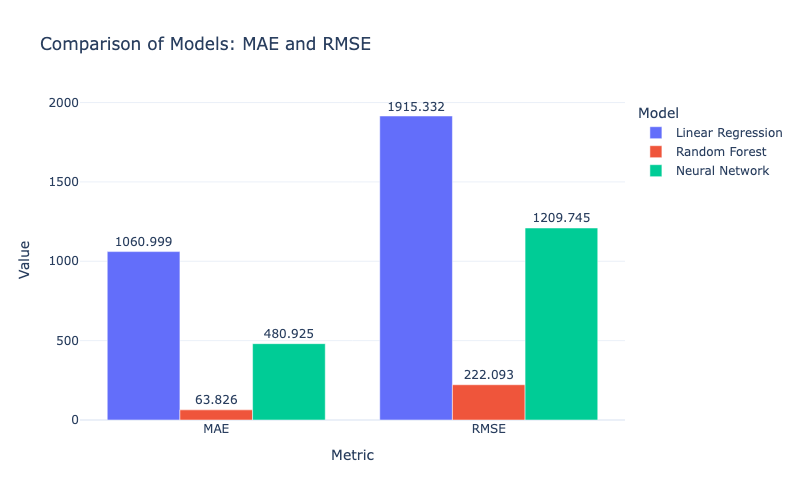 Comparison of Models: MAE and RMSE
Value
2000
1500
1000
500
0
1060.999
63.826
480.925
1915.332
222.093
1209.745
MAE
RMSE
Metric
Model
Linear Regression
Random Forest
Neural Network